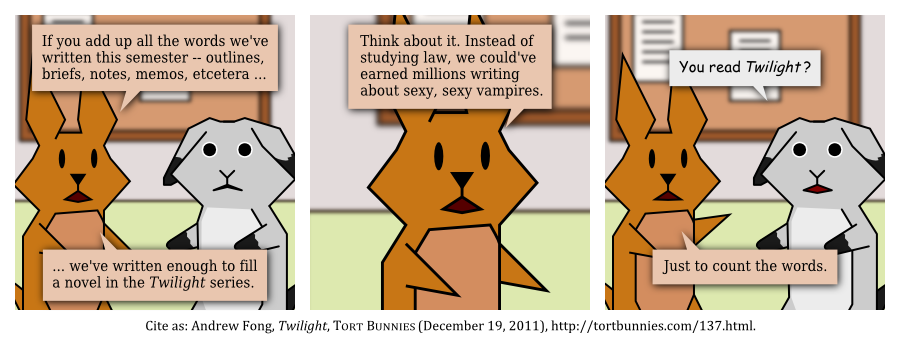 If you add up all the words we've
written this semester -- outlines,
briefs, notes, memos, etcetera ...
... we've written enough to fill
a novel in the Twilight series.
Think about it. Instead of
studying law, we could've
earned millions writing
about sexy, sexy vampires.
You read Twilight?
Just to count the words.
Cite as: Andrew Fong, Twilight, TORT BUNNIES (December 19, 2011), http://tortbunnies.com/137.html.